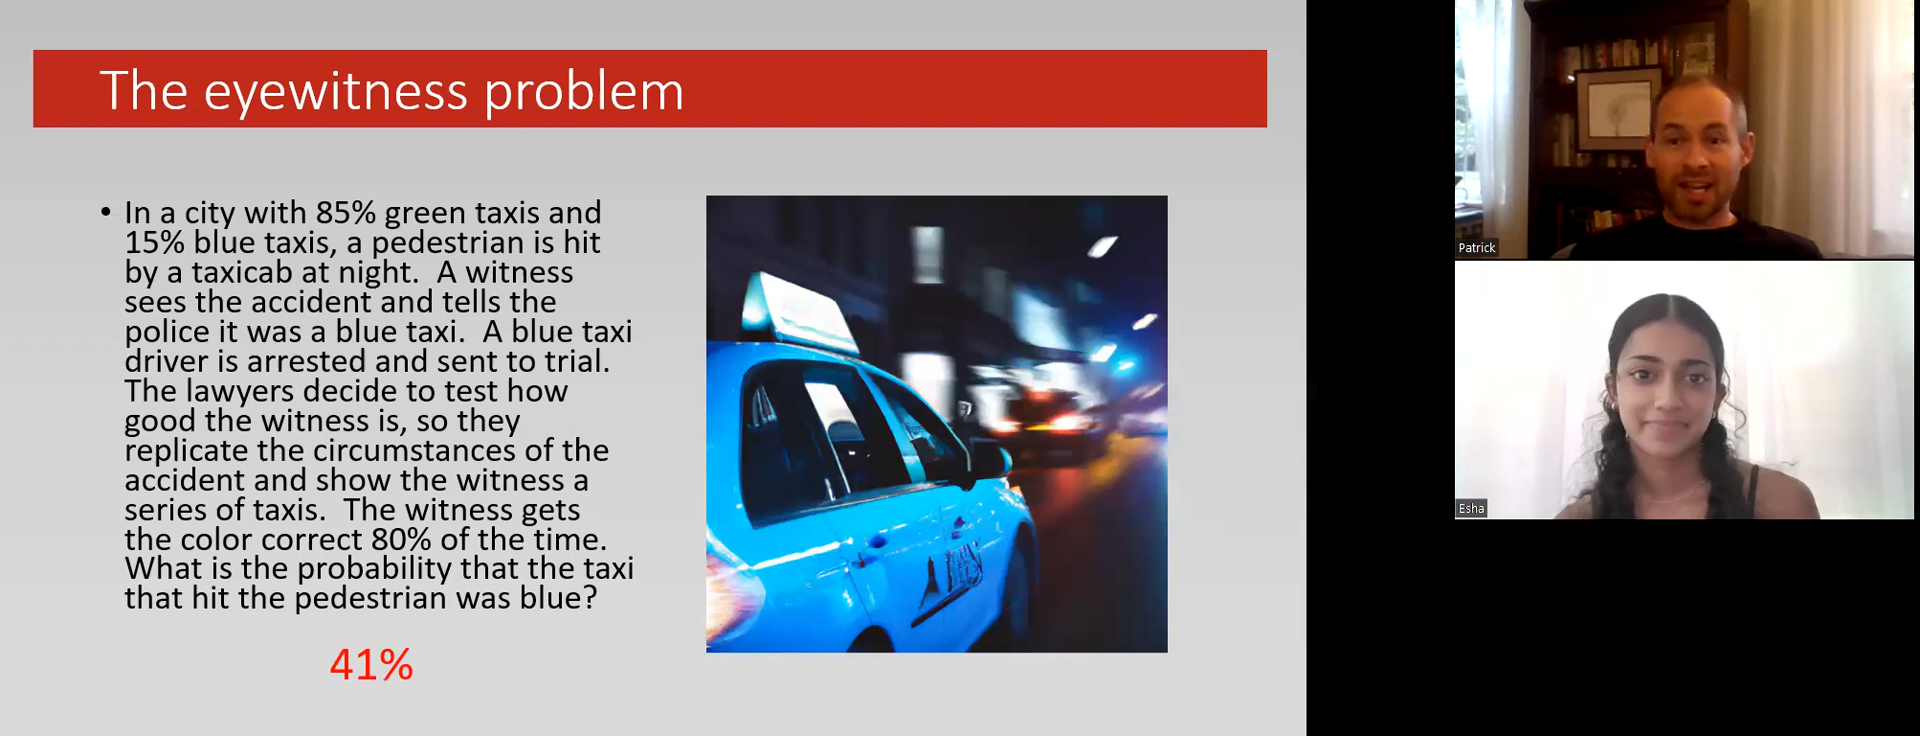 The eyewitness problem
• In a city with 85% green taxis and
15% blue taxis, a pedestrian is hit
by a taxicab at night.  A witness
sees the accident and tells the
police it was a blue taxi.  A blue taxi
driver is arrested and sent to trial.
The lawyers decide to test how
good the witness is, so they
replicate the circumstances of the
accident and show the witness a
series of taxis.  The witness gets
the color correct 80% of the time.
What is the probability that the taxi
that hit the pedestrian was blue?
41%
Patrick
Esha